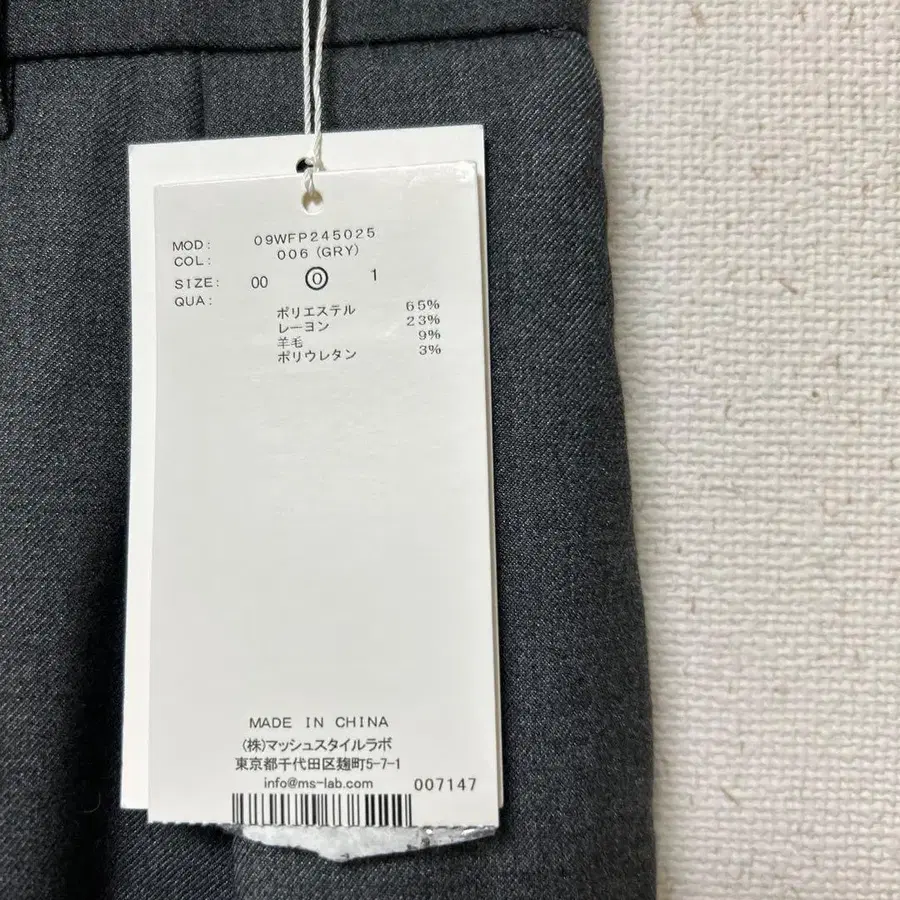 MOD: 09WFP245025
COL: 006 (GRY)
SIZE: 00 0 1
QUA:
ポリエステル 65%
レーヨン 23%
羊毛 9%
ポリウレタン 3%
MADE IN CHINA
(株)マッシュスタイルラボ
東京都千代田区麹町5-7-1
info@ms-lab.com 007147